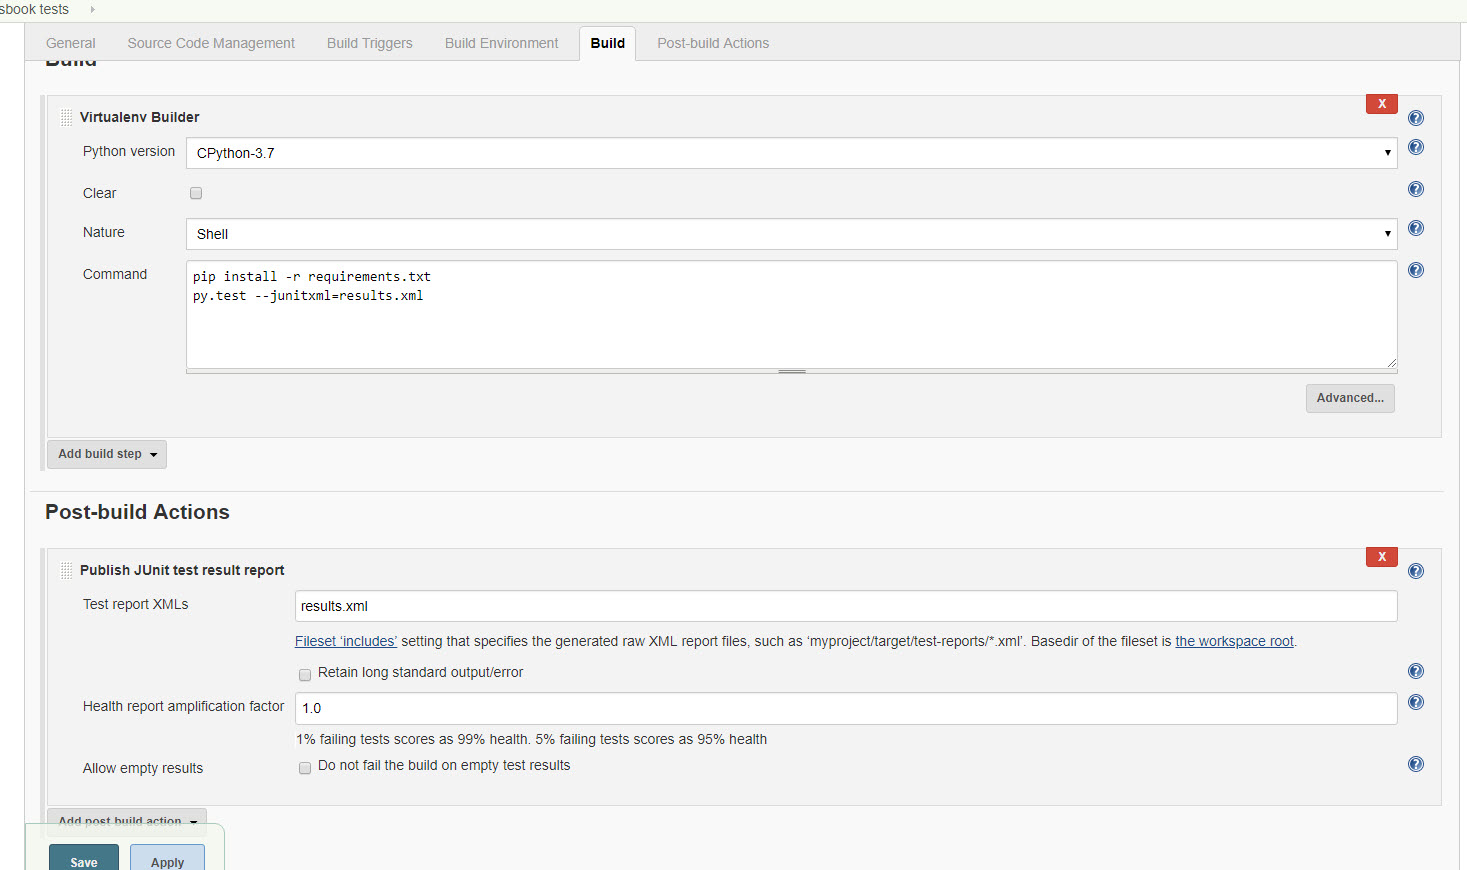 sbook tests
General Source Code Management Build Triggers Build Environment Build Post-build Actions
Build
Virtualenv Builder X
Python version CPython-3.7
Clear
Nature Shell
Command pip install -r requirements.txt
py.test --junitxml=results.xml
Advanced...
Add build step
Post-build Actions
Publish JUnit test result report X
Test report XMLs results.xml
Fileset ‘includes’ setting that specifies the generated raw XML report files, such as ‘myproject/target/test-reports/*.xml’. Basedir of the fileset is the workspace root.
Retain long standard output/error
Health report amplification factor 1.0
1% failing tests scores as 99% health. 5% failing tests scores as 95% health
Allow empty results Do not fail the build on empty test results
Add post-build action
Save Apply